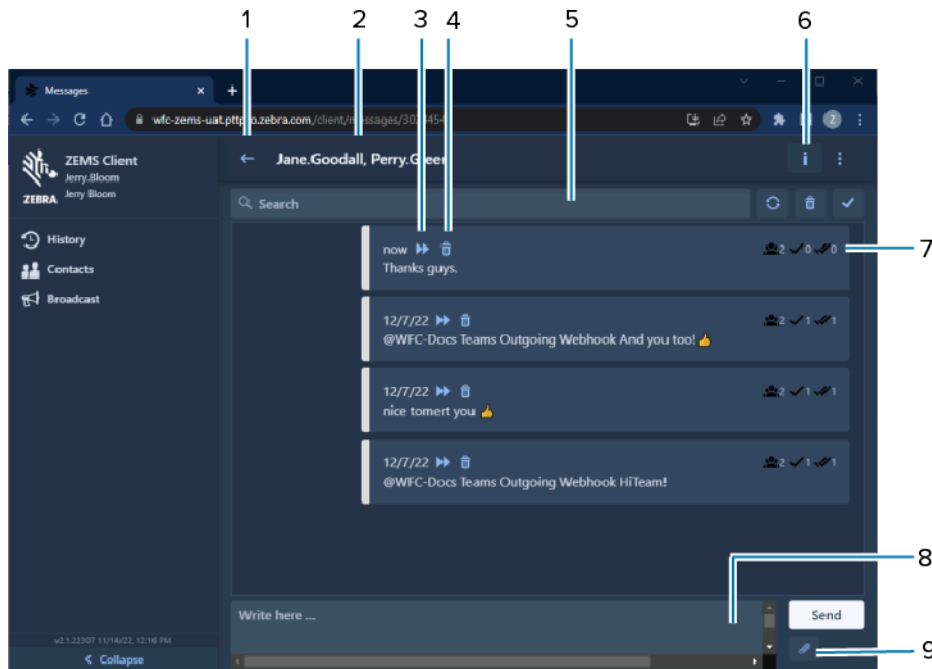 1 2 3 4 5 6
Messages
wfc-zems-uat.pttpro.zebra.com/client/messages/302454
Z
ZEMS Client
Jerry.Bloom
Jerry Bloom
ZEBRA
Jane.Goodall, Perry.Green
i
Search
History
Contacts
Broadcast
now 2 0 0
7
Thanks guys.
12/7/22 2 1 1
@WFC-Docs Teams Outgoing Webhook And you too! 👍
12/7/22 2 1 1
nice tomert you 👍
12/7/22 2 1 1
@WFC-Docs Teams Outgoing Webhook HiTeam!
8
Write here ...
Send
v2.1.22307 11/14/22, 12:16 PM
9
Collapse